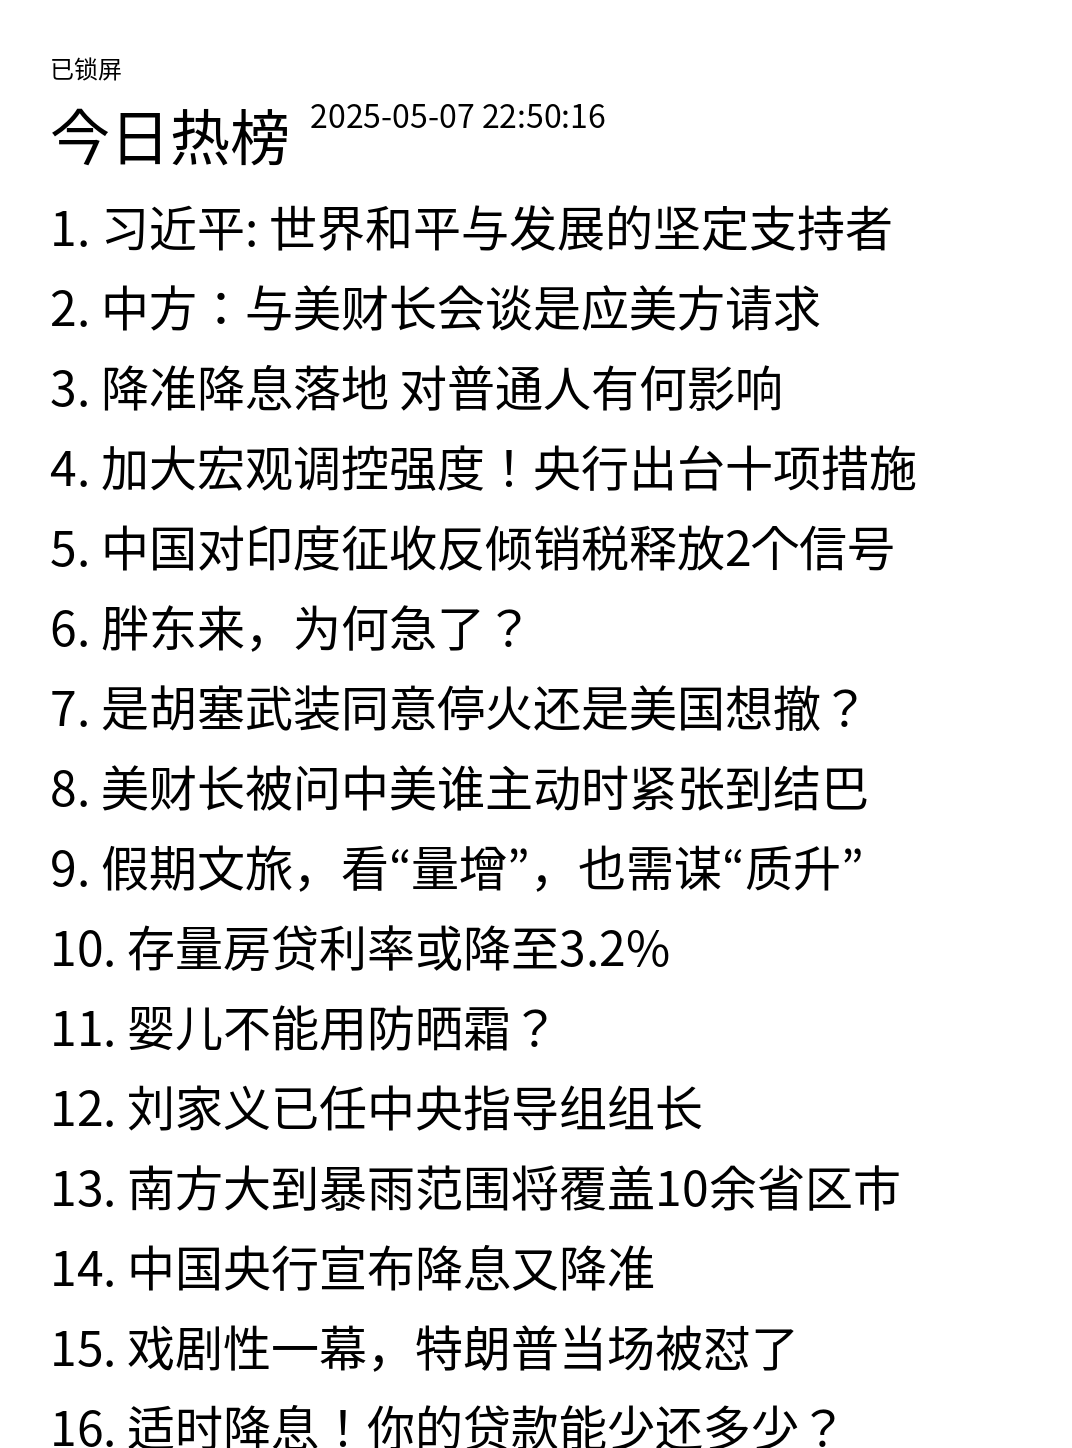 已锁屏
今日热榜 2025-05-07 22:50:16
1. 习近平: 世界和平与发展的坚定支持者
2. 中方：与美财长会谈是应美方请求
3. 降准降息落地 对普通人有何影响
4. 加大宏观调控强度！央行出台十项措施
5. 中国对印度征收反倾销税释放2个信号
6. 胖东来，为何急了？
7. 是胡塞武装同意停火还是美国想撤？
8. 美财长被问中美谁主动时紧张到结巴
9. 假期文旅，看“量增”，也需谋“质升”
10. 存量房贷利率或降至3.2%
11. 婴儿不能用防晒霜？
12. 刘家义已任中央指导组组长
13. 南方大到暴雨范围将覆盖10余省区市
14. 中国央行宣布降息又降准
15. 戏剧性一幕，特朗普当场被怼了
16. 适时降息！你的贷款能少还多少？